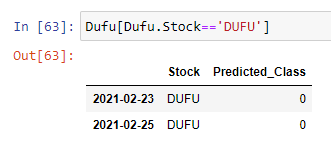 In [63]: Dufu[Dufu.Stock=='DUFU']
Out[63]:
Stock Predicted_Class
2021-02-23 DUFU 0
2021-02-25 DUFU 0